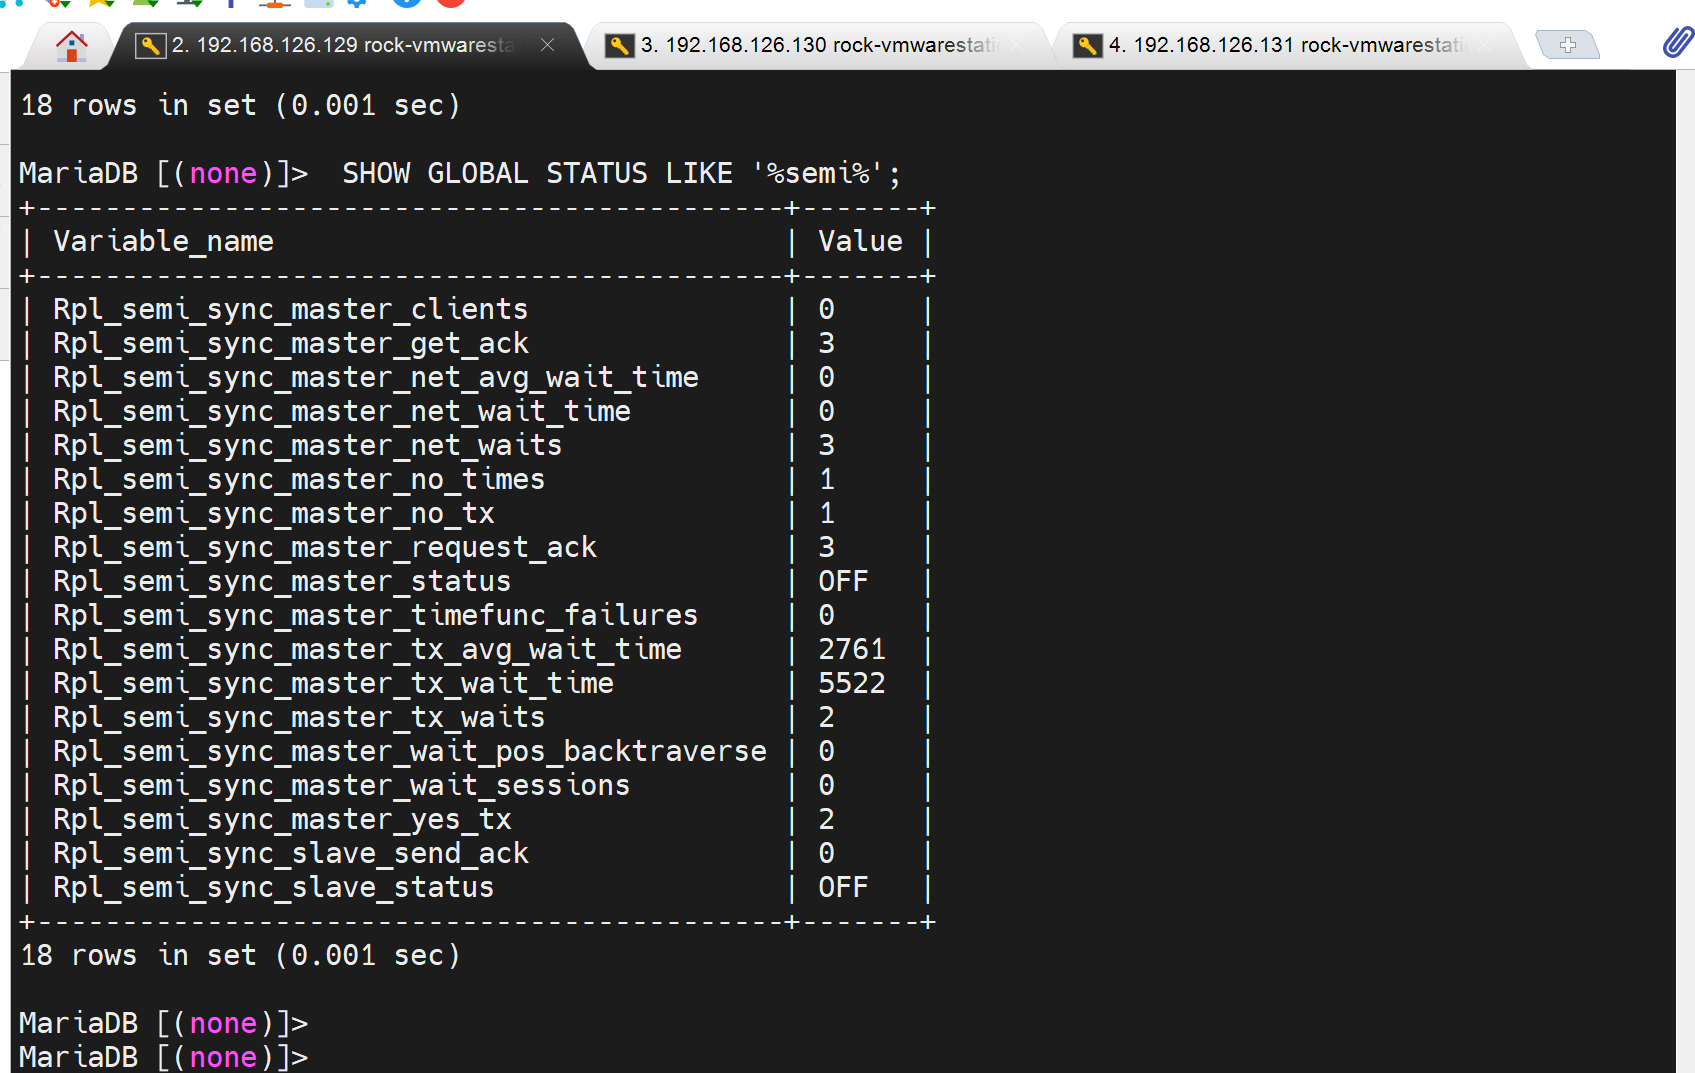 2. 192.168.126.129 rock-vmwaresta
3. 192.168.126.130 rock-vmwarestati
4. 192.168.126.131 rock-vmwarestati
18 rows in set (0.001 sec)
MariaDB [(none)]>  SHOW GLOBAL STATUS LIKE '%semi%';
+--------------------------------------------+-------+
| Variable_name                              | Value |
+--------------------------------------------+-------+
| Rpl_semi_sync_master_clients               | 0     |
| Rpl_semi_sync_master_get_ack               | 3     |
| Rpl_semi_sync_master_net_avg_wait_time     | 0     |
| Rpl_semi_sync_master_net_wait_time         | 0     |
| Rpl_semi_sync_master_net_waits             | 3     |
| Rpl_semi_sync_master_no_times              | 1     |
| Rpl_semi_sync_master_no_tx                 | 1     |
| Rpl_semi_sync_master_request_ack           | 3     |
| Rpl_semi_sync_master_status                | OFF   |
| Rpl_semi_sync_master_timefunc_failures     | 0     |
| Rpl_semi_sync_master_tx_avg_wait_time      | 2761  |
| Rpl_semi_sync_master_tx_wait_time          | 5522  |
| Rpl_semi_sync_master_tx_waits              | 2     |
| Rpl_semi_sync_master_wait_pos_backtraverse | 0     |
| Rpl_semi_sync_master_wait_sessions         | 0     |
| Rpl_semi_sync_master_yes_tx                | 2     |
| Rpl_semi_sync_slave_send_ack               | 0     |
| Rpl_semi_sync_slave_status                 | OFF   |
+--------------------------------------------+-------+
18 rows in set (0.001 sec)
MariaDB [(none)]>
MariaDB [(none)]>